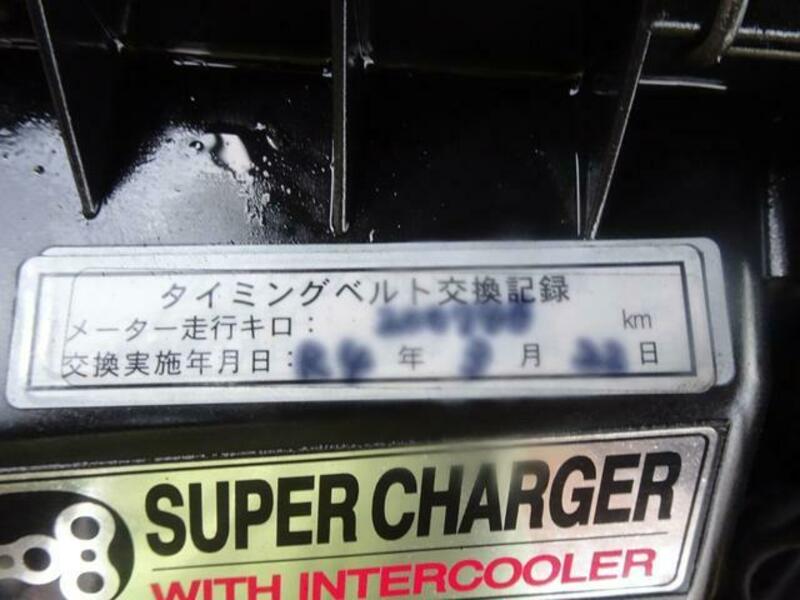 タイミングベルト交換記録
メーター走行キロ： km
交換実施年月日： 年 月 日
SUPER CHARGER
WITH INTERCOOLER